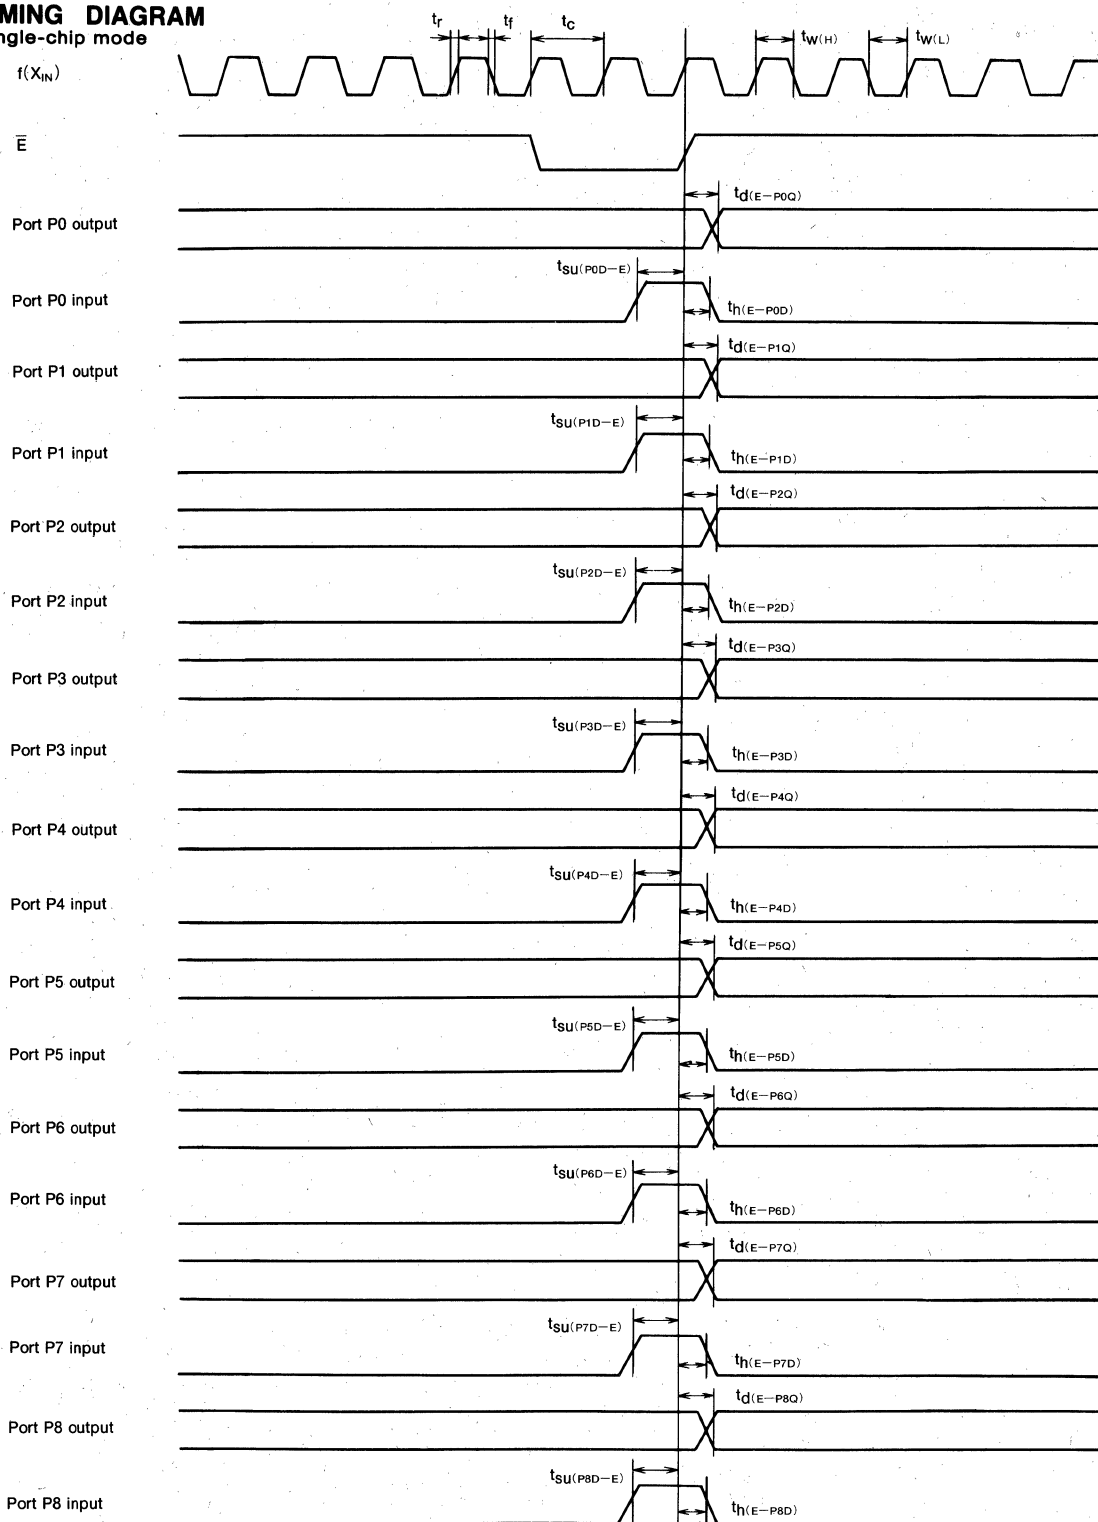 MING DIAGRAM
ngle-chip mode
tr tf tc tW(H) tW(L)
f(XIN)
E
td(E−P0Q)
Port P0 output
tsu(P0D−E)
Port P0 input
th(E−P0D)
td(E−P1Q)
Port P1 output
tsu(P1D−E)
Port P1 input
th(E−P1D)
td(E−P2Q)
Port P2 output
tsu(P2D−E)
Port P2 input
th(E−P2D)
td(E−P3Q)
Port P3 output
tsu(P3D−E)
Port P3 input
th(E−P3D)
td(E−P4Q)
Port P4 output
tsu(P4D−E)
Port P4 input
th(E−P4D)
td(E−P5Q)
Port P5 output
tsu(P5D−E)
Port P5 input
th(E−P5D)
td(E−P6Q)
Port P6 output
tsu(P6D−E)
Port P6 input
th(E−P6D)
td(E−P7Q)
Port P7 output
tsu(P7D−E)
Port P7 input
th(E−P7D)
td(E−P8Q)
Port P8 output
tsu(P8D−E)
Port P8 input
th(E−P8D)